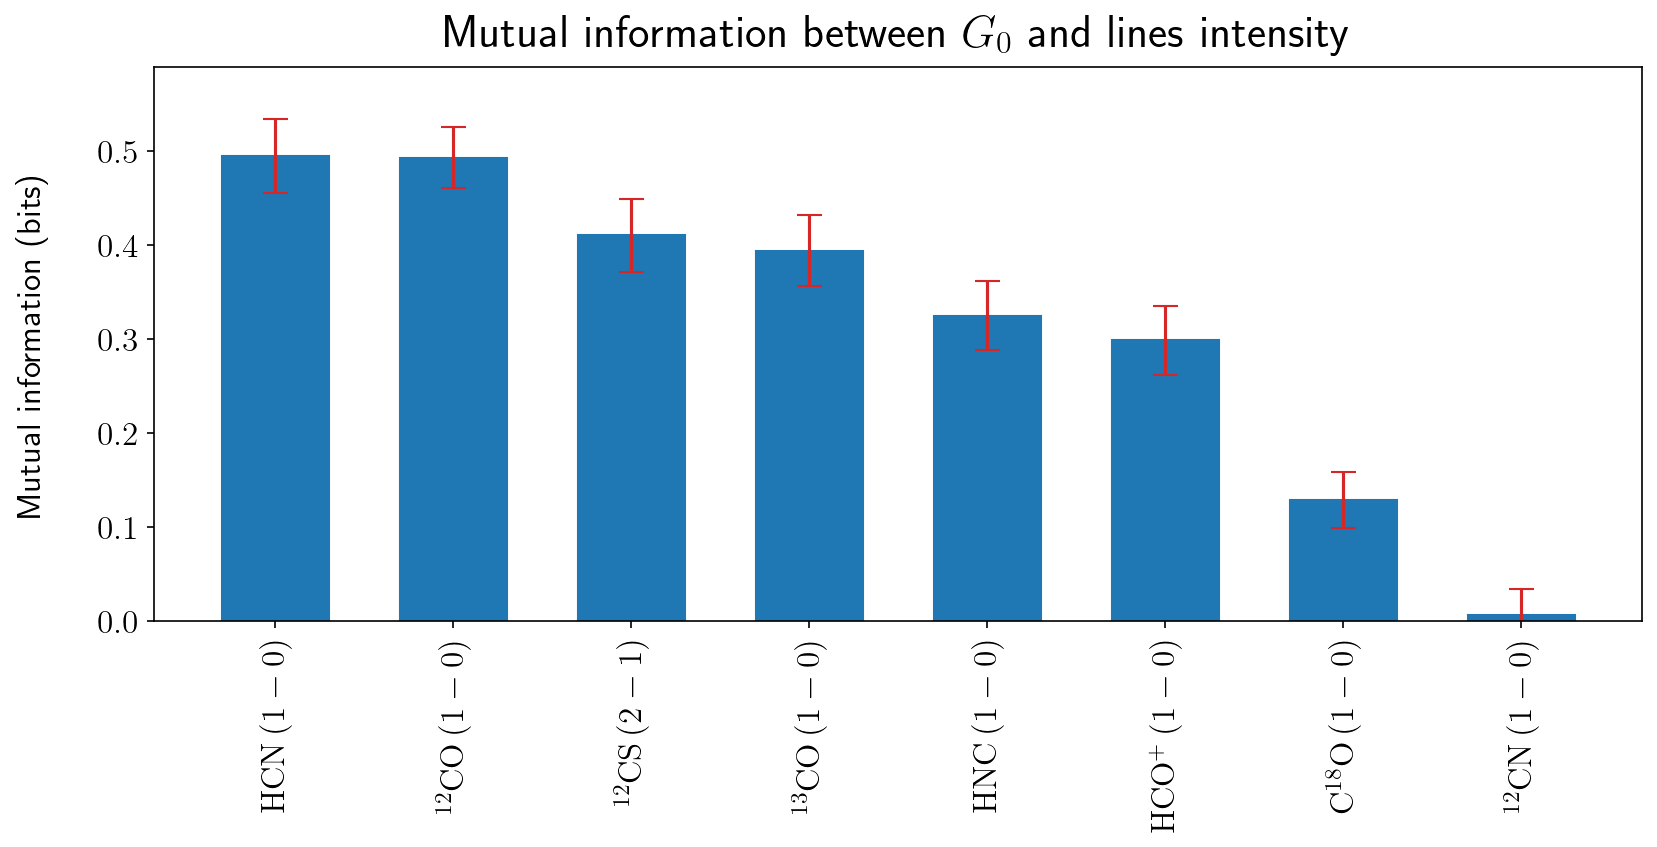 Mutual information between G₀ and lines intensity
Mutual information (bits)
0.5
0.4
0.3
0.2
0.1
0.0
HCN (1 − 0)
¹²CO (1 − 0)
¹²CS (2 − 1)
¹³CO (1 − 0)
HNC (1 − 0)
HCO⁺ (1 − 0)
C¹⁸O (1 − 0)
¹²CN (1 − 0)